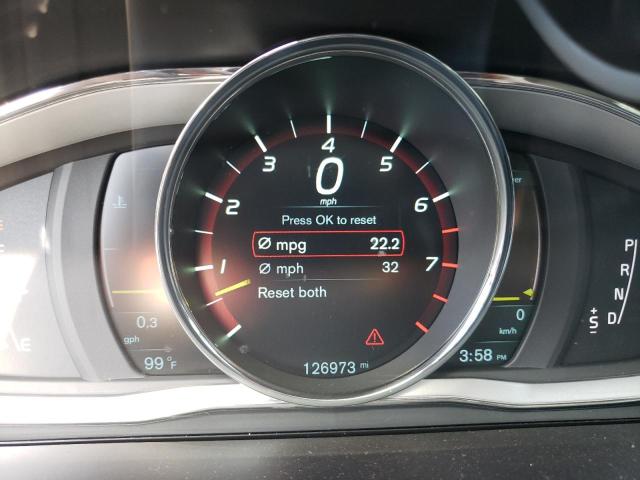 4
3
5
0
mph
2
6
Press OK to reset
Ø mpg 22.2
Ø mph 32
1
7
Reset both
0.3
gph
99 °F
126973 mi
0
km/h
3:58 PM
E
P
R
N
D
+
S
-